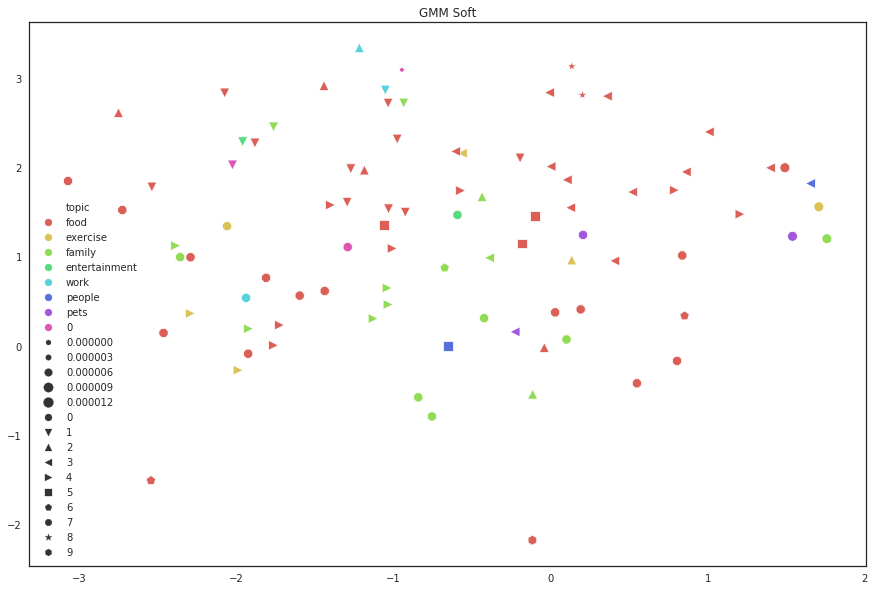 GMM Soft
3
2
1
0
−1
−2
topic
food
exercise
family
entertainment
work
people
pets
0
0.000000
0.000003
0.000006
0.000009
0.000012
0
1
2
3
4
5
6
7
8
9
−3 −2 −1 0 1 2